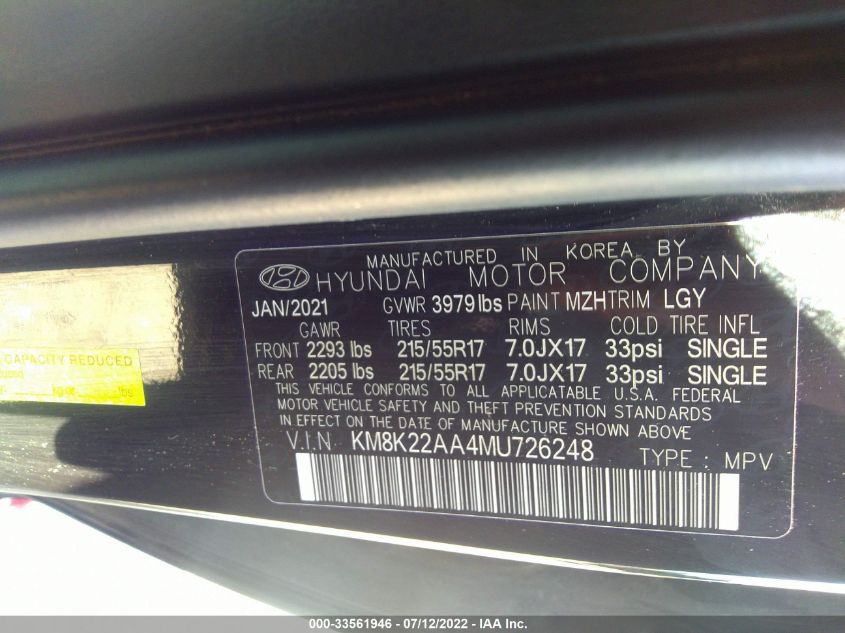 MANUFACTURED IN KOREA. BY
HYUNDAI MOTOR COMPANY
JAN/2021 GVWR 3979 lbs PAINT MZH TRIM LGY
GAWR TIRES RIMS COLD TIRE INFL
FRONT 2293 lbs 215/55R17 7.0JX17 33psi SINGLE
REAR 2205 lbs 215/55R17 7.0JX17 33psi SINGLE
THIS VEHICLE CONFORMS TO ALL APPLICATABLE U.S.A. FEDERAL
MOTOR VEHICLE SAFETY AND THEFT PREVENTION STANDARDS
IN EFFECT ON THE DATE OF MANUFACTURE SHOWN ABOVE
V.I.N KM8K22AA4MU726248 TYPE : MPV
CAPACITY REDUCED
lbs
000-33561946 - 07/12/2022 - IAA Inc.